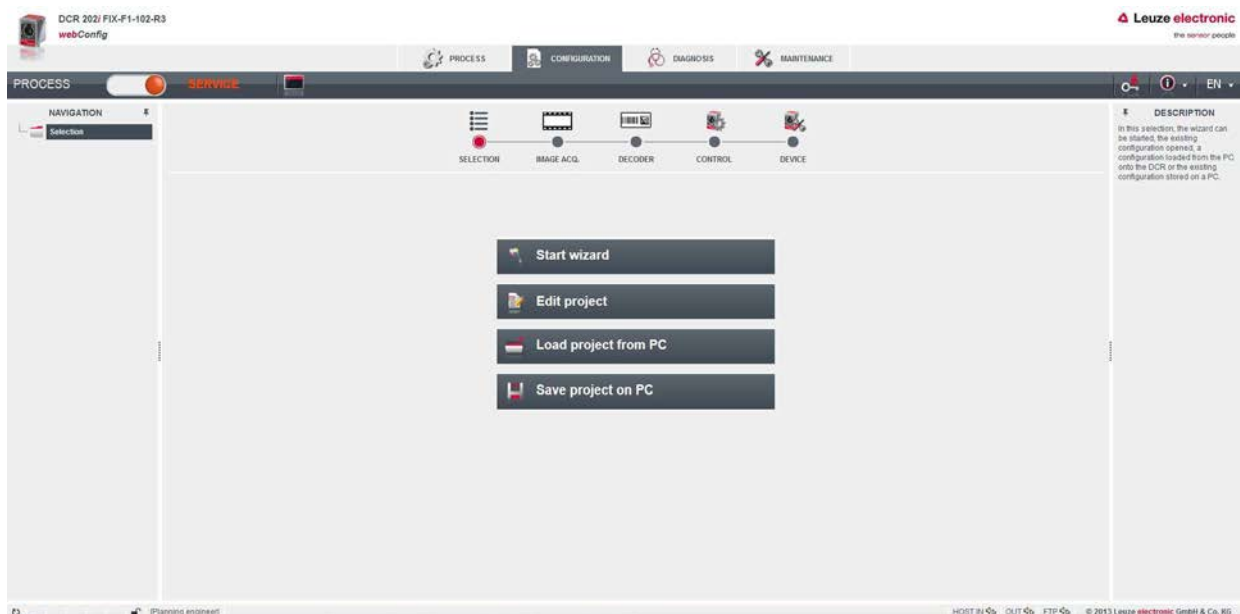 DCR 202i FIX-F1-102-R3
webConfig
Leuze electronic
the sensor people
PROCESS
CONFIGURATION
DIAGNOSIS
MAINTENANCE
PROCESS
SERVICE
EN
NAVIGATION
Selection
SELECTION
IMAGE ACQ.
DECODER
CONTROL
DEVICE
Start wizard
Edit project
Load project from PC
Save project on PC
DESCRIPTION
In this selection, the wizard can
be started, the existing
configuration opened, a
configuration loaded from the PC
onto the DCR or the existing
configuration stored on a PC.
(Planning engineer)
HOST IN OUT FTP © 2013 Leuze electronic GmbH & Co. KG